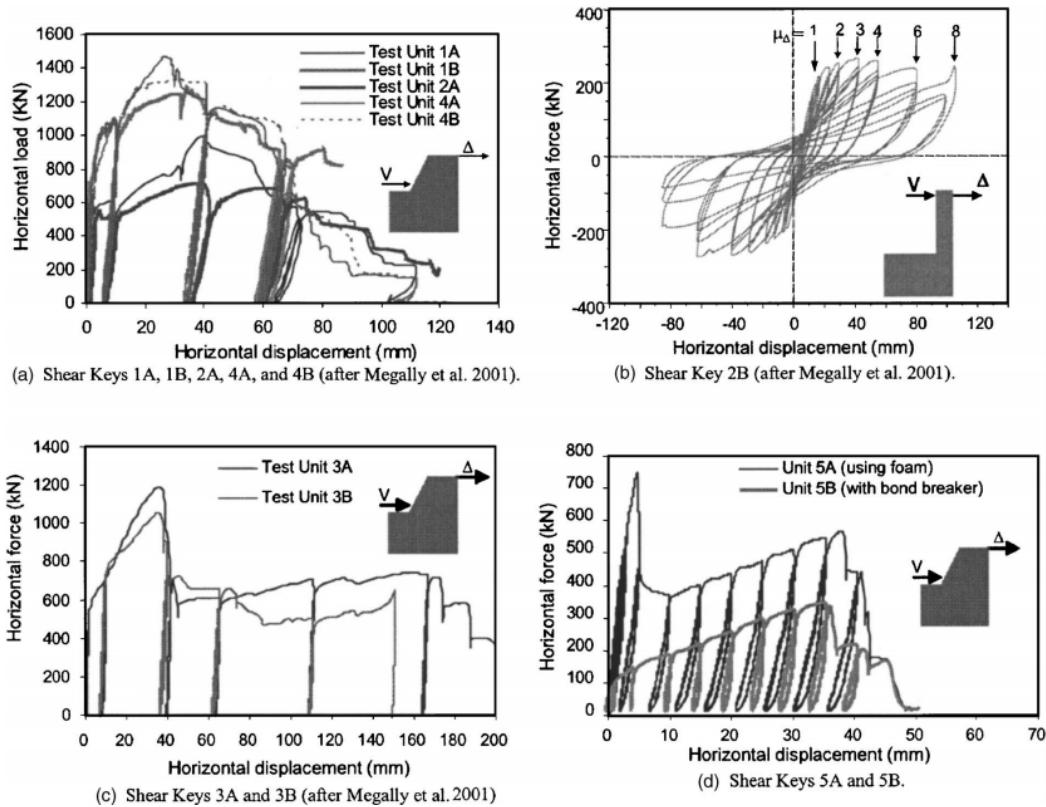 Horizontal load (KN)
1600
1400
1200
1000
800
600
400
200
0
Test Unit 1A
Test Unit 1B
Test Unit 2A
Test Unit 4A
Test Unit 4B
V
Δ
0 20 40 60 80 100 120 140
Horizontal displacement (mm)
(a) Shear Keys 1A, 1B, 2A, 4A, and 4B (after Megally et al. 2001).
Horizontal force (kN)
400
200
0
-200
-400
μΔ= 1 2 3 4 6 8
V
Δ
-120 -80 -40 0 40 80 120
Horizontal displacement (mm)
(b) Shear Key 2B (after Megally et al. 2001).
Horizontal force (kN)
1400
1200
1000
800
600
400
200
0
Test Unit 3A
Test Unit 3B
V
Δ
0 20 40 60 80 100 120 140 160 180 200
Horizontal displacement (mm)
(c) Shear Keys 3A and 3B (after Megally et al. 2001)
Horizontal force (kN)
800
700
600
500
400
300
200
100
0
Unit 5A (using foam)
Unit 5B (with bond breaker)
V
Δ
0 10 20 30 40 50 60 70
Horizontal displacement (mm)
(d) Shear Keys 5A and 5B.